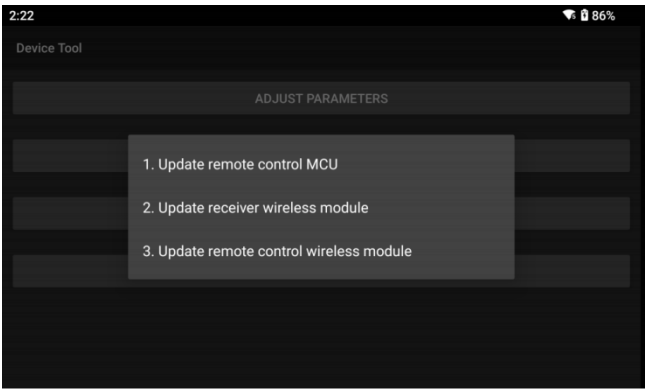 2:22 86%
Device Tool
ADJUST PARAMETERS
1. Update remote control MCU
2. Update receiver wireless module
3. Update remote control wireless module